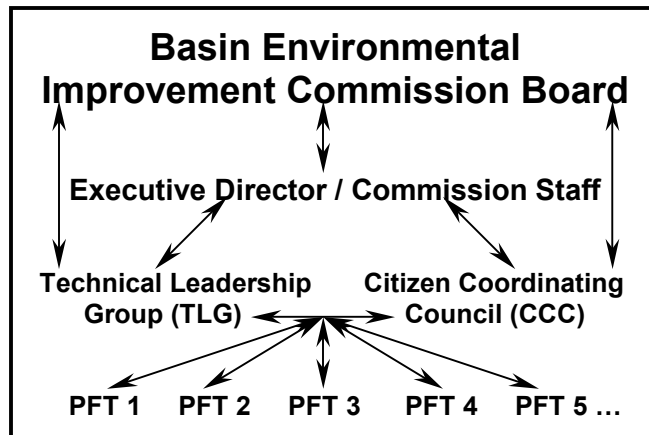 Basin Environmental
Improvement Commission Board
Executive Director / Commission Staff
Technical Leadership
Group (TLG)
Citizen Coordinating
Council (CCC)
PFT 1 PFT 2 PFT 3 PFT 4 PFT 5 ...